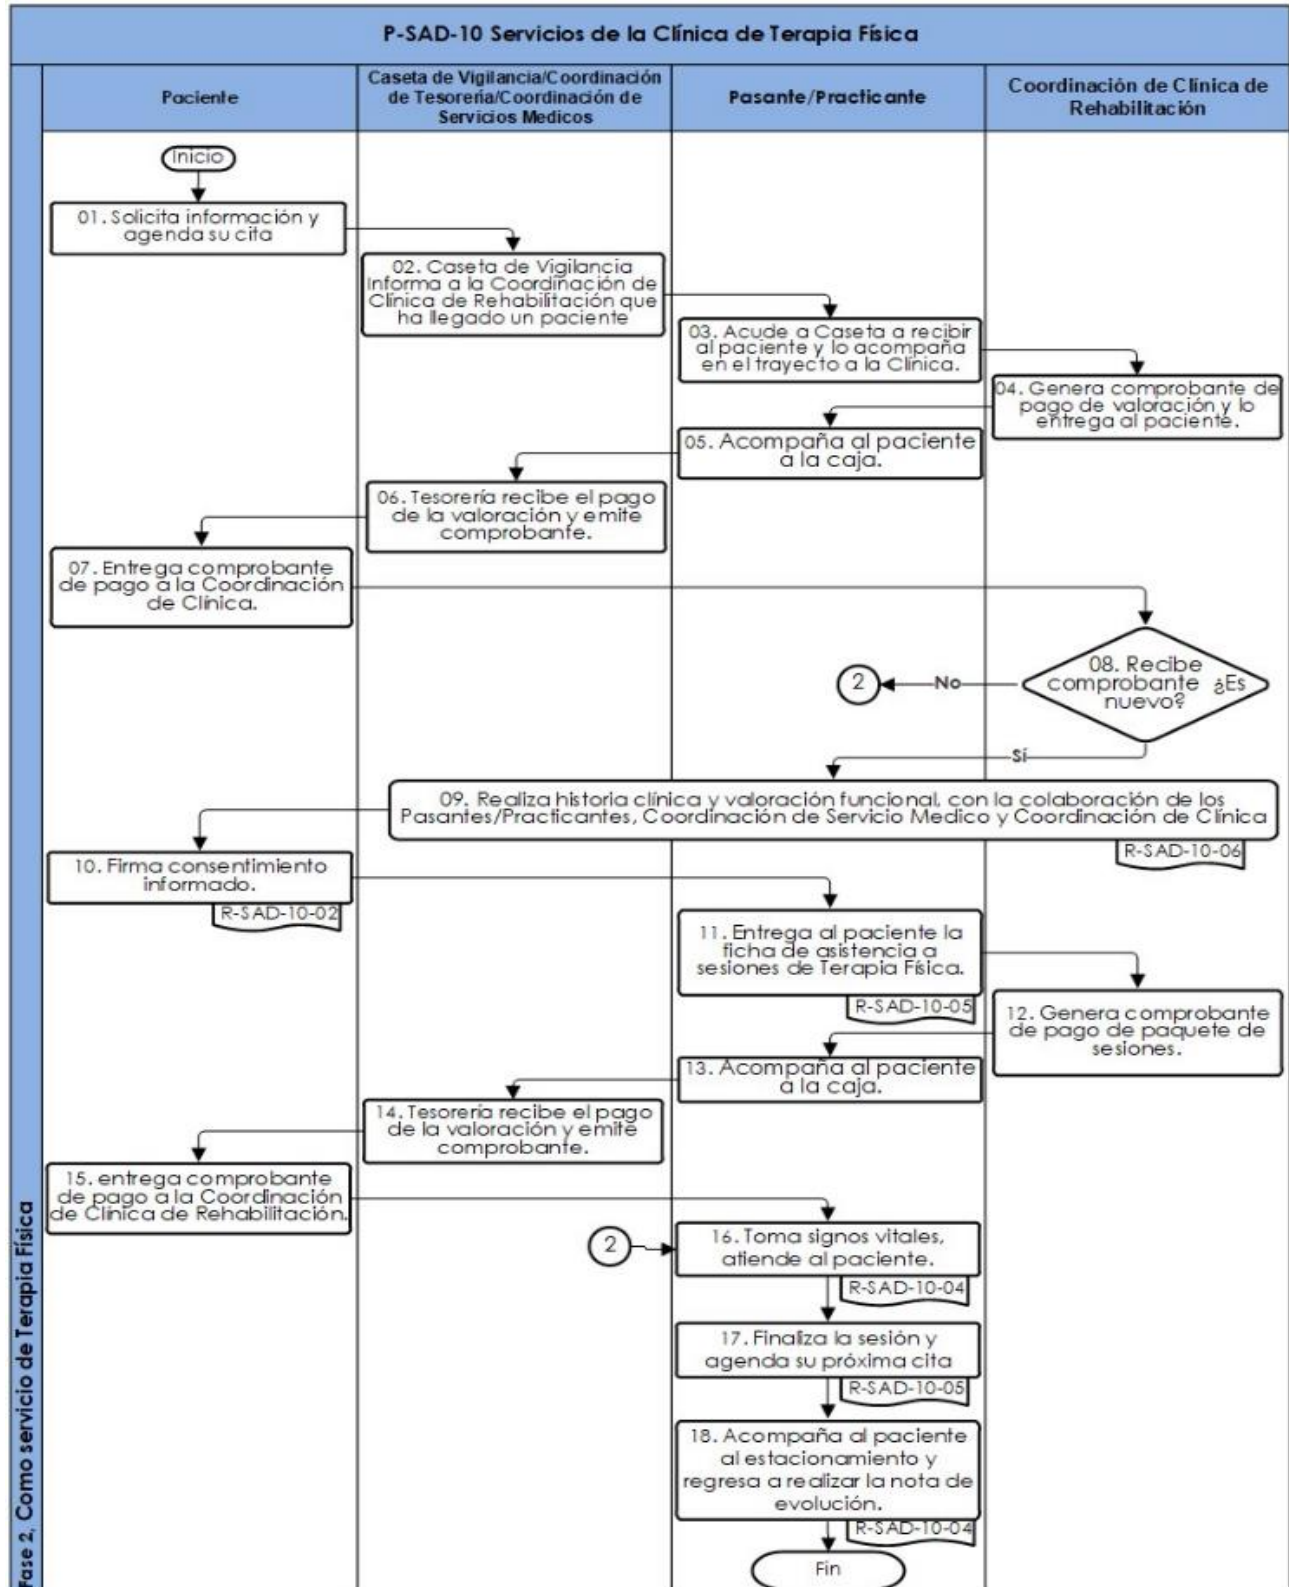 P-SAD-10 Servicios de la Clínica de Terapia Física
Paciente
Caseta de Vigilancia/Coordinación
de Tesorería/Coordinación de
Servicios Medicos
Pasante/Practicante
Coordinación de Clínica de
Rehabilitación
Fase 2, Como servicio de Terapia Física
Inicio
01. Solicita información y
agenda su cita
02. Caseta de Vigilancia
Informa a la Coordinación de
Clínica de Rehabilitación que
ha llegado un paciente
03. Acude a Caseta a recibir
al paciente y lo acompaña
en el trayecto a la Clínica.
04. Genera comprobante de
pago de valoración y lo
entrega al paciente.
05. Acompaña al paciente
a la caja.
06. Tesorería recibe el pago
de la valoración y emite
comprobante.
07. Entrega comprobante
de pago a la Coordinación
de Clínica.
08. Recibe
comprobante ¿Es
nuevo?
No
2
Sí
09. Realiza historia clínica y valoración funcional, con la colaboración de los
Pasantes/Practicantes, Coordinación de Servicio Medico y Coordinación de Clínica
R-SAD-10-06
10. Firma consentimiento
informado.
R-SAD-10-02
11. Entrega al paciente la
ficha de asistencia a
sesiones de Terapia Física.
R-SAD-10-05
12. Genera comprobante
de pago de paquete de
sesiones.
13. Acompaña al paciente
a la caja.
14. Tesorería recibe el pago
de la valoración y emite
comprobante.
15. entrega comprobante
de pago a la Coordinación
de Clínica de Rehabilitación.
2
16. Toma signos vitales,
atiende al paciente.
R-SAD-10-04
17. Finaliza la sesión y
agenda su próxima cita
R-SAD-10-05
18. Acompaña al paciente
al estacionamiento y
regresa a realizar la nota de
evolución.
R-SAD-10-04
Fin